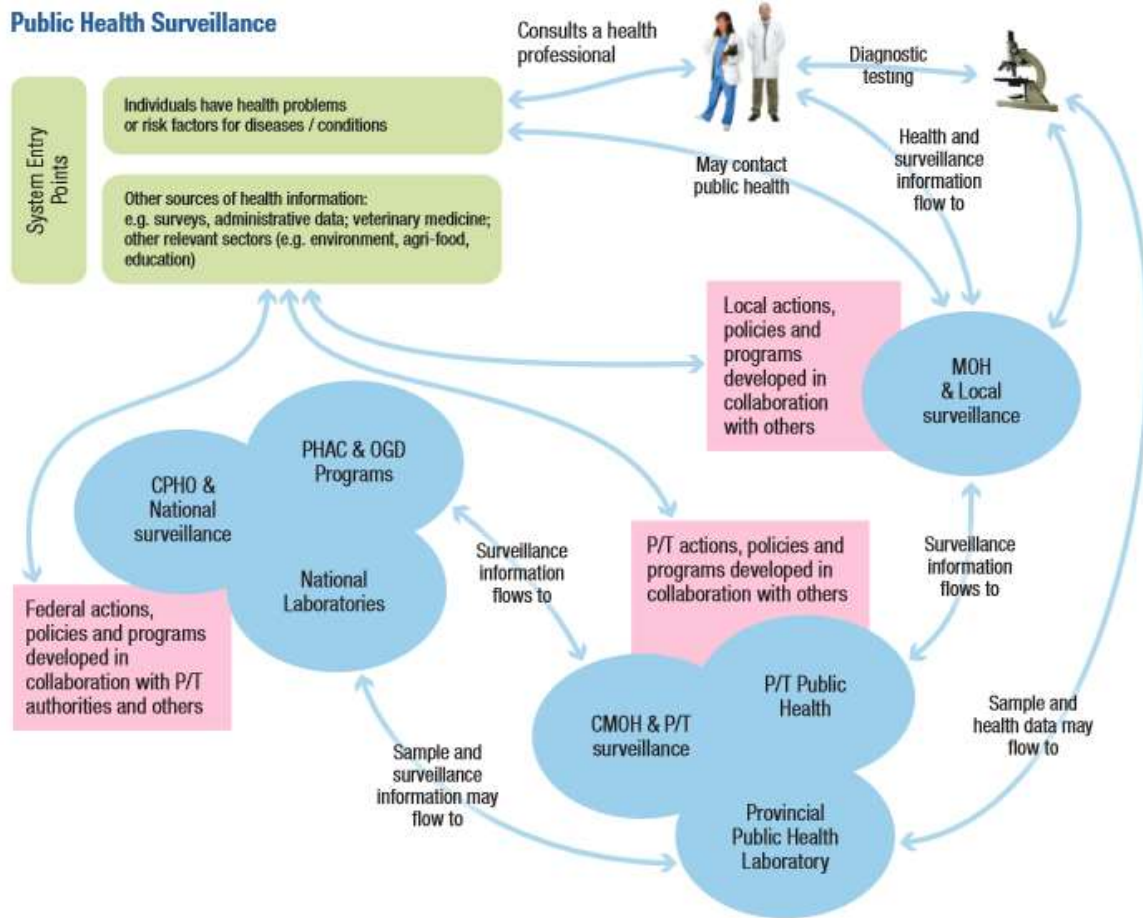 Public Health Surveillance
System Entry
Points
Individuals have health problems
or risk factors for diseases / conditions
Other sources of health information:
e.g. surveys, administrative data; veterinary medicine;
other relevant sectors (e.g. environment, agri-food,
education)
Consults a health
professional
Diagnostic
testing
May contact
public health
Health and
surveillance
information
flow to
Local actions,
policies and
programs
developed in
collaboration
with others
MOH
& Local
surveillance
PHAC & OGD
Programs
CPHO &
National
surveillance
National
Laboratories
Federal actions,
policies and programs
developed in
collaboration with P/T
authorities and others
Surveillance
information
flows to
P/T actions, policies and
programs developed in
collaboration with others
Surveillance
information
flows to
P/T Public
Health
CMOH & P/T
surveillance
Provincial
Public Health
Laboratory
Sample and
surveillance
information may
flow to
Sample and
health data may
flow to